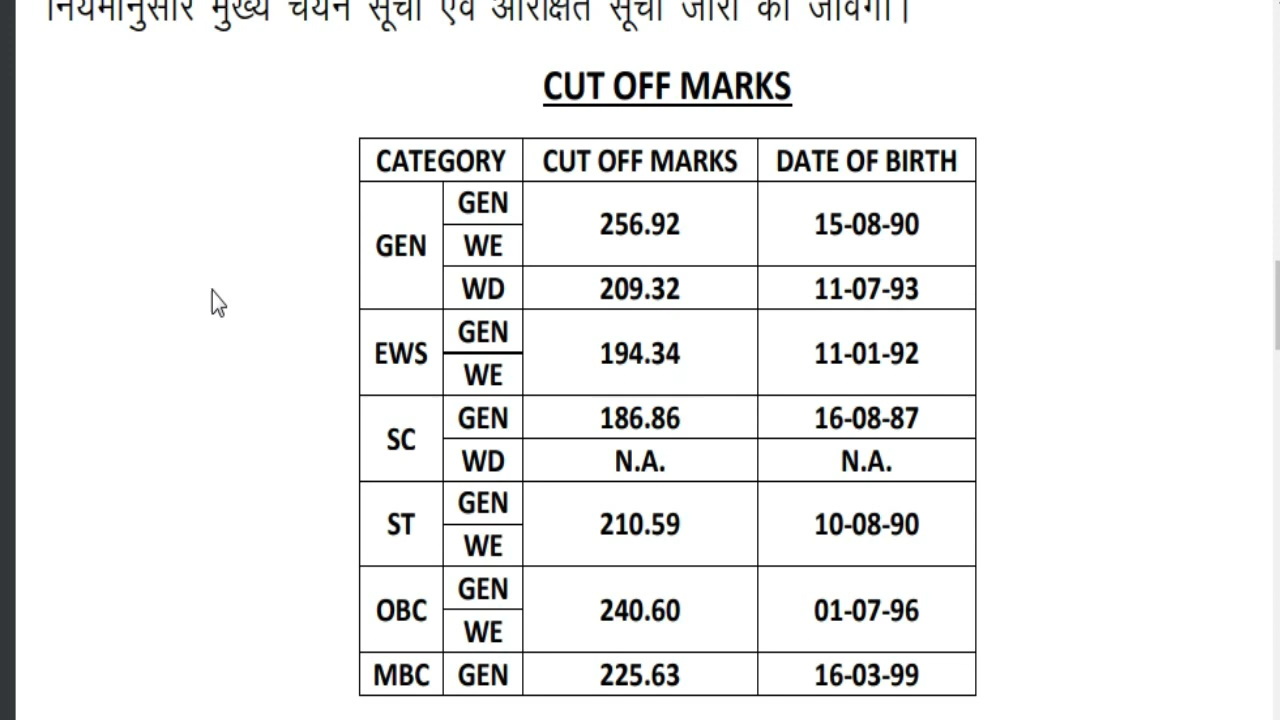 नियमानुसार मुख्य चयन सूची एवं आरक्षित सूची जारी की जावेगी।
CUT OFF MARKS
CATEGORY CUT OFF MARKS DATE OF BIRTH
GEN GEN 256.92 15-08-90
WE
WD 209.32 11-07-93
EWS GEN 194.34 11-01-92
WE
SC GEN 186.86 16-08-87
WD N.A. N.A.
ST GEN 210.59 10-08-90
WE
OBC GEN 240.60 01-07-96
WE
MBC GEN 225.63 16-03-99